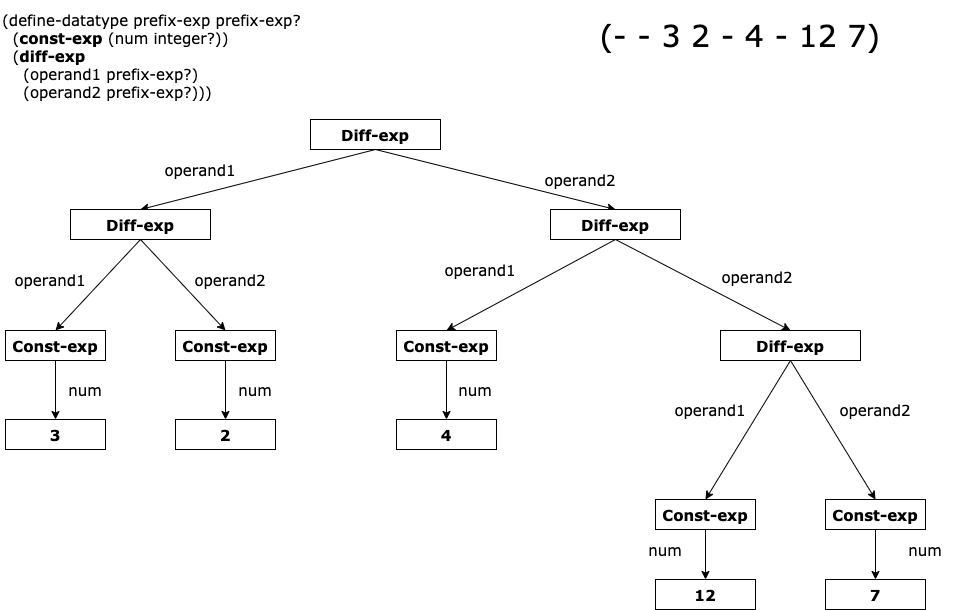 (define-datatype prefix-exp prefix-exp?
(const-exp (num integer?))
(diff-exp
(operand1 prefix-exp?)
(operand2 prefix-exp?)))
(- - 3 2 - 4 - 12 7)
Diff-exp
operand1
operand2
Diff-exp
Diff-exp
operand1
operand2
operand1
operand2
Const-exp
Const-exp
Const-exp
Diff-exp
num
num
num
operand1
operand2
3
2
4
Const-exp
Const-exp
num
num
12
7